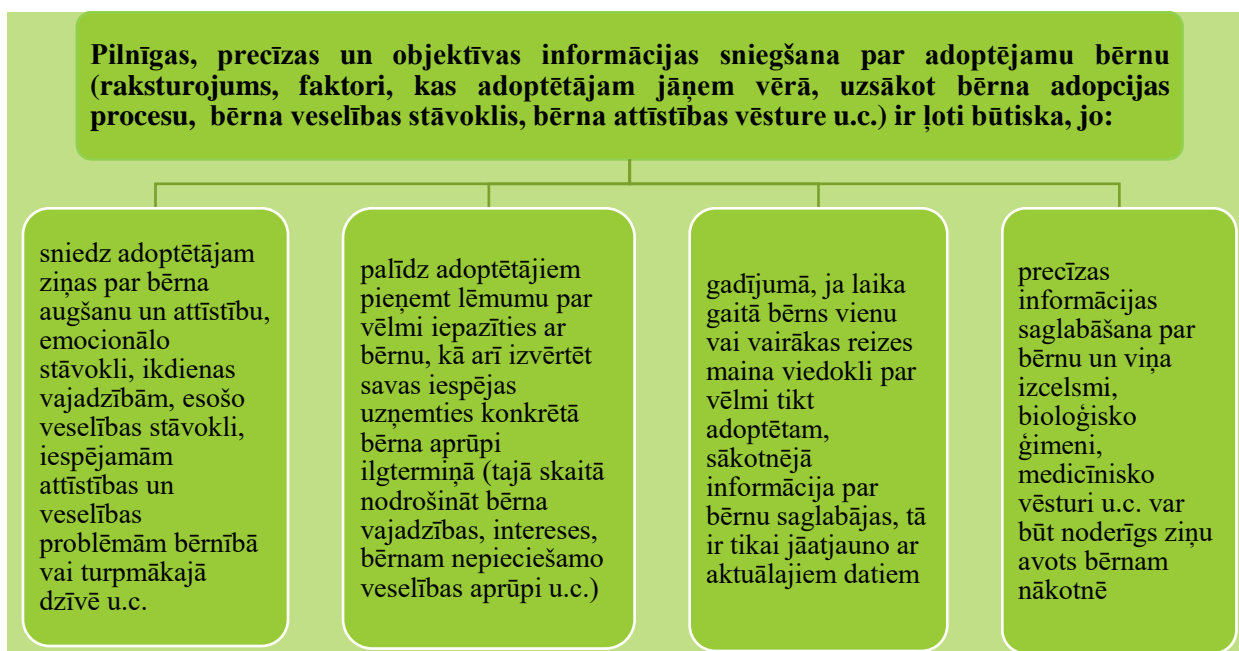 Pilnīgas, precīzas un objektīvas informācijas sniegšana par adoptējamu bērnu
(raksturojums, faktori, kas adoptētājam jāņem vērā, uzsākot bērna adopcijas
procesu, bērna veselības stāvoklis, bērna attīstības vēsture u.c.) ir ļoti būtiska, jo:
sniedz adoptētājam
ziņas par bērna
augšanu un attīstību,
emocionālo
stāvokli, ikdienas
vajadzībām, esošo
veselības stāvokli,
iespējamām
attīstības un
veselības
problēmām bērnībā
vai turpmākajā
dzīvē u.c.
palīdz adoptētājiem
pieņemt lēmumu par
vēlmi iepazīties ar
bērnu, kā arī izvērtēt
savas iespējas
uzņemties konkrētā
bērna aprūpi
ilgtermiņā (tajā skaitā
nodrošināt bērna
vajadzības, intereses,
bērnam nepieciešamo
veselības aprūpi u.c.)
gadījumā, ja laika
gaitā bērns vienu
vai vairākas reizes
maina viedokli par
vēlmi tikt
adoptētam,
sākotnējā
informācija par
bērnu saglabājas, tā
ir tikai jāatjauno ar
aktuālajiem datiem
precīzas
informācijas
saglabāšana par
bērnu un viņa
izcelsmi,
bioloģisko
ģimeni,
medicīnisko
vēsturi u.c. var
būt noderīgs ziņu
avots bērnam
nākotnē